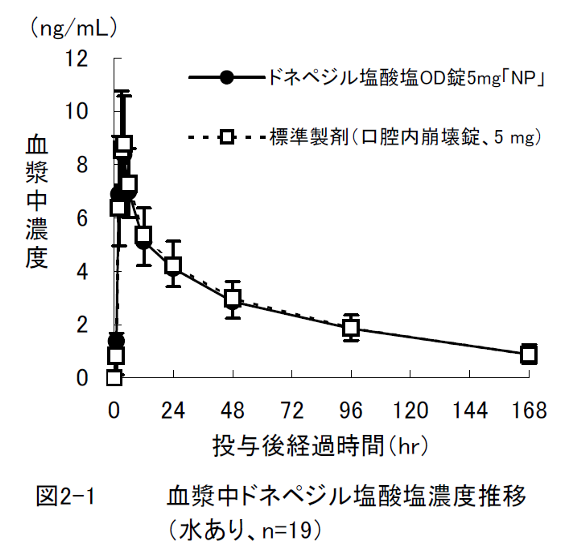 (ng/mL)
12
10
8
6
4
2
0
血漿中濃度
ドネペジル塩酸塩OD錠5mg「NP」
標準製剤(口腔内崩壊錠、5 mg)
0 24 48 72 96 120 144 168
投与後経過時間(hr)
図2-1 血漿中ドネペジル塩酸塩濃度推移
(水あり、n=19)